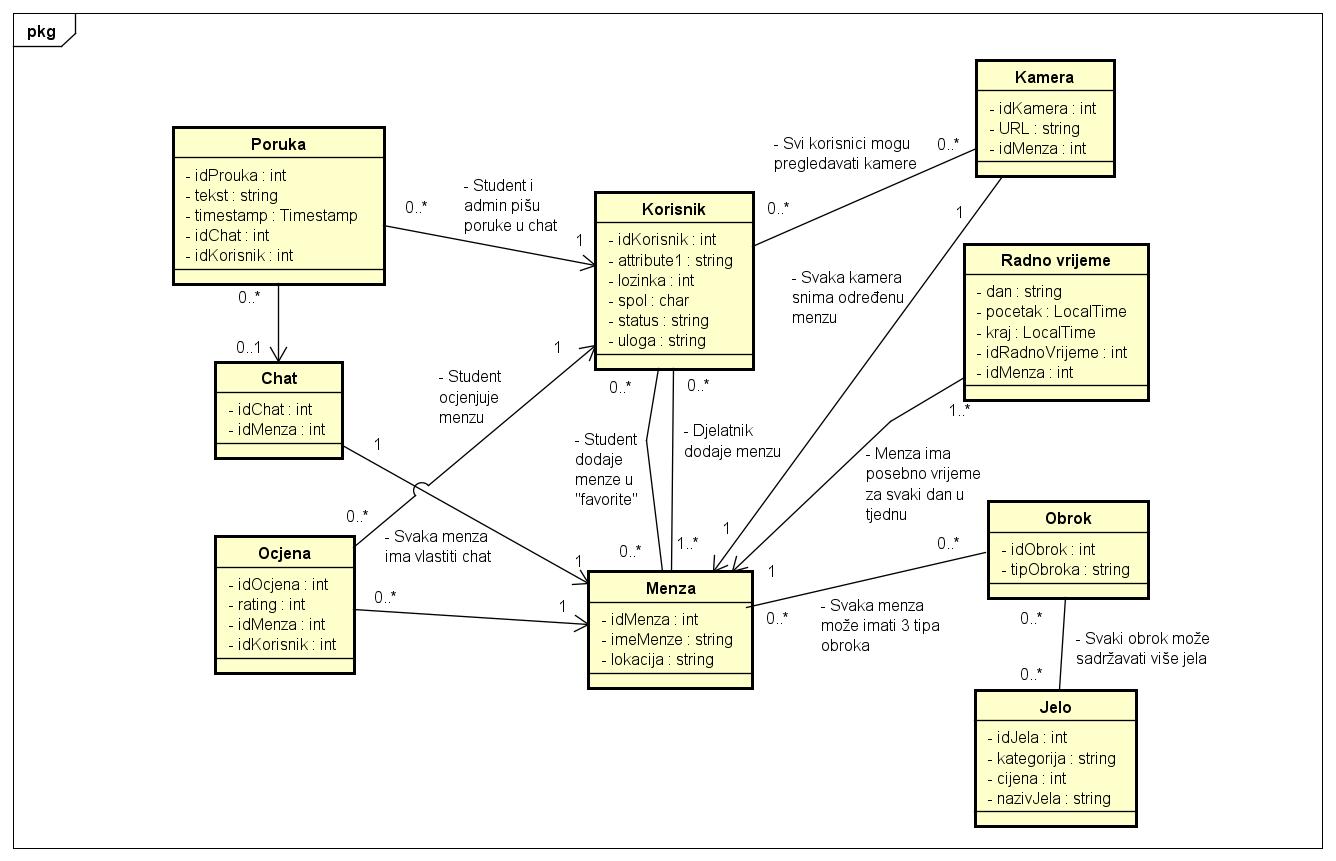 pkg
Poruka
- idProuka : int
- tekst : string
- timestamp : Timestamp
- idChat : int
- idKorisnik : int
0..*
- Student i
admin pišu
poruke u chat
1
0..*
0..1
Korisnik
- idKorisnik : int
- attribute1 : string
- lozinka : int
- spol : char
- status : string
- uloga : string
- Svi korisnici mogu
pregledavati kamere
0..*
0..*
Kamera
- idKamera : int
- URL : string
- idMenza : int
1
- Svaka kamera
snima određenu
menzu
1
Radno vrijeme
- dan : string
- pocetak : LocalTime
- kraj : LocalTime
- idRadnoVrijeme : int
- idMenza : int
1..*
- Menza ima
posebno vrijeme
za svaki dan u
tjednu
1
Chat
- idChat : int
- idMenza : int
1
- Svaka menza
ima vlastiti chat
1
- Student
ocjenjuje
menzu
1
0..*
0..*
- Student
dodaje
menze u
"favorite"
0..*
0..*
- Djelatnik
dodaje menzu
1..*
Ocjena
- idOcjena : int
- rating : int
- idMenza : int
- idKorisnik : int
0..*
1
Menza
- idMenza : int
- imeMenze : string
- lokacija : string
0..*
- Svaka menza
može imati 3 tipa
obroka
0..*
Obrok
- idObrok : int
- tipObroka : string
0..*
- Svaki obrok može
sadržavati više jela
0..*
Jelo
- idJela : int
- kategorija : string
- cijena : int
- nazivJela : string